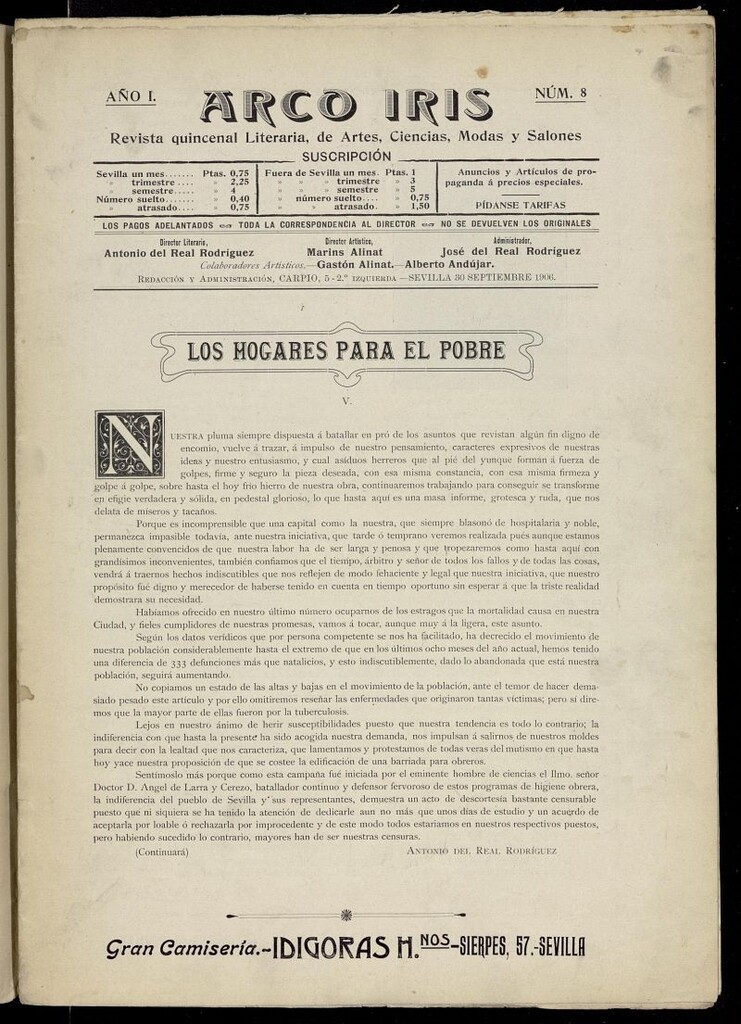 AÑO I.
ARCO IRIS
NÚM. 8
Revista quincenal Literaria, de Artes, Ciencias, Modas y Salones
SUSCRIPCIÓN
Sevilla un mes....... Ptas. 0,75
» trimestre .... » 2,25
» semestre..... » 4
Número suelto...... » 0,40
» atrasado.... » 0,75
Fuera de Sevilla un mes. Ptas. 1
» » » trimestre » 3
» » » semestre » 5
» número suelto.... » 0,75
» » atrasado. » 1,50
Anuncios y Artículos de pro-
paganda á precios especiales.
PÍDANSE TARIFAS
LOS PAGOS ADELANTADOS TODA LA CORRESPONDENCIA AL DIRECTOR NO SE DEVUELVEN LOS ORIGINALES
Director Literario,
Antonio del Real Rodríguez
Director Artístico,
Marins Alinat
Administrador,
José del Real Rodríguez
Colaboradores Artísticos.—Gastón Alinat.—Alberto Andújar.
REDACCIÓN Y ADMINISTRACIÓN, CARPIO, 5-2.º IZQUIERDA—SEVILLA 30 SEPTIEMBRE 1906.
LOS HOGARES PARA EL POBRE
V.
NUESTRA pluma siempre dispuesta á batallar en pró de los asuntos que revistan algún fin digno de
encomio, vuelve á trazar, á impulso de nuestro pensamiento, caracteres expresivos de nuestras
ideas y nuestro entusiasmo, y cual asíduos herreros que al pié del yunque forman á fuerza de
golpes, firme y seguro la pieza deseada, con esa misma constancia, con esa misma firmeza y
golpe á golpe, sobre hasta el hoy frío hierro de nuestra obra, continuaremos trabajando para conseguir se transforme
en efigie verdadera y sólida, en pedestal glorioso, lo que hasta aquí es una masa informe, grotesca y ruda, que nos
delata de míseros y tacaños.
Porque es incomprensible que una capital como la nuestra, que siempre blasonó de hospitalaria y noble,
permanezca impasible todavía, ante nuestra iniciativa, que tarde ó temprano veremos realizada pués aunque estamos
plenamente convencidos de que nuestra labor ha de ser larga y penosa y que tropezaremos como hasta aquí con
grandísimos inconvenientes, también confiamos que el tiempo, árbitro y señor de todos los fallos y de todas las cosas,
vendrá á traernos hechos indiscutibles que nos reflejen de modo fehaciente y legal que nuestra iniciativa, que nuestro
propósito fué digno y merecedor de haberse tenido en cuenta en tiempo oportuno sin esperar á que la triste realidad
demostrara su necesidad.
Habíamos ofrecido en nuestro último número ocuparnos de los estragos que la mortalidad causa en nuestra
Ciudad, y fieles cumplidores de nuestras promesas, vamos á tocar, aunque muy á la ligera, este asunto.
Según los datos verídicos que por persona competente se nos ha facilitado, ha decrecido el movimiento de
nuestra población considerablemente hasta el extremo de que en los últimos ocho meses del año actual, hemos tenido
una diferencia de 333 defunciones más que natalicios, y esto indiscutiblemente, dado lo abandonada que está nuestra
población, seguirá aumentando.
No copiamos un estado de las altas y bajas en el movimiento de la población, ante el temor de hacer dema-
siado pesado este artículo y por ello omitiremos reseñar las enfermedades que originaron tantas víctimas; pero sí dire-
mos que la mayor parte de ellas fueron por la tuberculosis.
Lejos en nuestro ánimo de herir susceptibilidades puesto que nuestra tendencia es todo lo contrario; la
indiferencia con que hasta la presente ha sido acogida nuestra demanda, nos impulsan á salirnos de nuestros moldes
para decir con la lealtad que nos caracteriza, que lamentamos y protestamos de todas veras del mutismo en que hasta
hoy yace nuestra proposición de que se costee la edificación de una barriada para obreros.
Sentímoslo más porque como esta campaña fué iniciada por el eminente hombre de ciencias el Ilmo. señor
Doctor D. Angel de Larra y Cerezo, batallador contínuo y defensor fervoroso de estos programas de higiene obrera,
la indiferencia del pueblo de Sevilla y sus representantes, demuestra un acto de descortesía bastante censurable
puesto que ni siquiera se ha tenido la atención de dedicarle aun no más que unos días de estudio y un acuerdo de
aceptarla por loable ó rechazarla por improcedente y de este modo todos estaríamos en nuestros respectivos puestos,
pero habiendo sucedido lo contrario, mayores han de ser nuestras censuras.
(Continuará) ANTONIO DEL REAL RODRÍGUEZ
Gran Camisería.-IDIGORAS H.NOS-SIERPES, 57.-SEVILLA